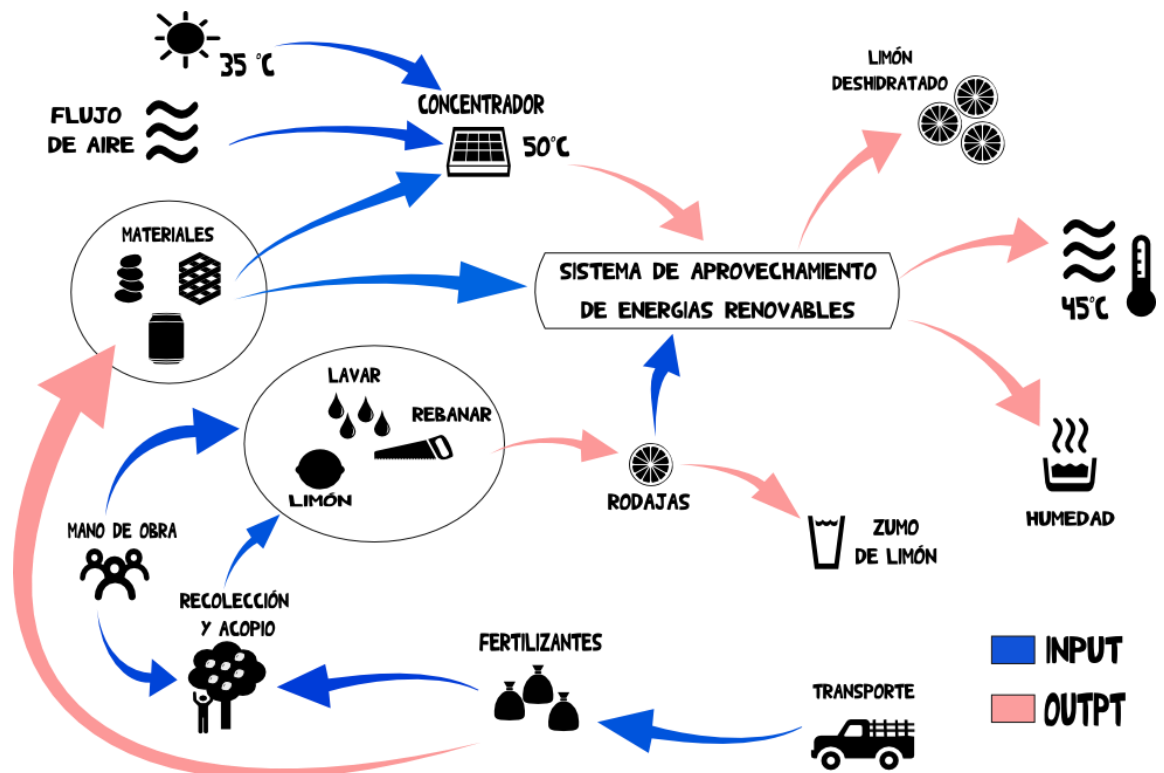 35 °C
FLUJO
DE AIRE
CONCENTRADOR
50°C
LIMÓN
DESHIDRATADO
MATERIALES
SISTEMA DE APROVECHAMIENTO
DE ENERGIAS RENOVABLES
45°C
LAVAR
REBANAR
LIMÓN
RODAJAS
HUMEDAD
ZUMO
DE LIMÓN
MANO DE OBRA
RECOLECCIÓN
Y ACOPIO
FERTILIZANTES
TRANSPORTE
INPUT
OUTPT